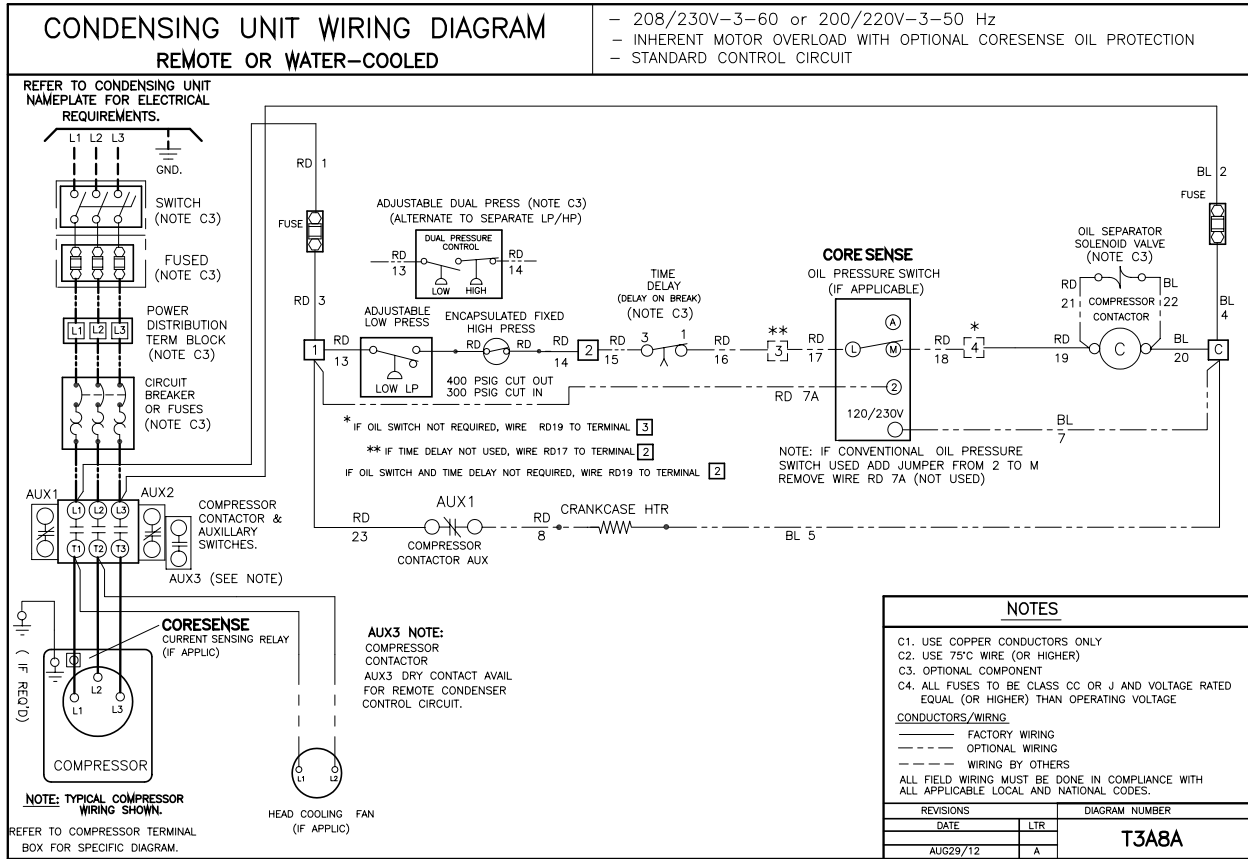 CONDENSING UNIT WIRING DIAGRAM
REMOTE OR WATER-COOLED
- 208/230V-3-60 or 200/220V-3-50 Hz
- INHERENT MOTOR OVERLOAD WITH OPTIONAL CORESENSE OIL PROTECTION
- STANDARD CONTROL CIRCUIT
REFER TO CONDENSING UNIT
NAMEPLATE FOR ELECTRICAL
REQUIREMENTS.
L1 L2 L3
GND.
SWITCH
(NOTE C3)
FUSED
(NOTE C3)
POWER
DISTRIBUTION
TERM BLOCK
(NOTE C3)
L1 L2 L3
CIRCUIT
BREAKER
OR FUSES
(NOTE C3)
AUX1
AUX2
L1 L2 L3
T1 T2 T3
COMPRESSOR
CONTACTOR &
AUXILLARY
SWITCHES.
AUX3 (SEE NOTE)
RD 1
FUSE
RD 3
1
ADJUSTABLE DUAL PRESS (NOTE C3)
(ALTERNATE TO SEPARATE LP/HP)
DUAL PRESSURE
CONTROL
RD
13
RD
14
LOW HIGH
ADJUSTABLE
LOW PRESS
RD
13
LOW LP
ENCAPSULATED FIXED
HIGH PRESS
RD RD
RD
14
400 PSIG CUT OUT
300 PSIG CUT IN
2
RD
15
TIME
DELAY
(DELAY ON BREAK)
(NOTE C3)
3 1
RD
16
**
3
RD
17
CORE SENSE
OIL PRESSURE SWITCH
(IF APPLICABLE)
A
L
M
2
120/230V
RD 7A
RD
18
*
4
RD
19
OIL SEPARATOR
SOLENOID VALVE
(NOTE C3)
RD
21
BL
22
COMPRESSOR
CONTACTOR
C
BL
20
C
BL 2
FUSE
BL
4
BL
7
* IF OIL SWITCH NOT REQUIRED, WIRE RD19 TO TERMINAL 3
** IF TIME DELAY NOT USED, WIRE RD17 TO TERMINAL 2
IF OIL SWITCH AND TIME DELAY NOT REQUIRED, WIRE RD19 TO TERMINAL 2
NOTE: IF CONVENTIONAL OIL PRESSURE
SWITCH USED ADD JUMPER FROM 2 TO M
REMOVE WIRE RD 7A (NOT USED)
RD
23
AUX1
COMPRESSOR
CONTACTOR AUX
RD
8
CRANKCASE HTR
BL 5
CORESENSE
CURRENT SENSING RELAY
(IF APPLIC)
( IF REQ'D)
L1
L2
L3
COMPRESSOR
NOTE: TYPICAL COMPRESSOR
WIRING SHOWN.
REFER TO COMPRESSOR TERMINAL
BOX FOR SPECIFIC DIAGRAM.
L1 L2
HEAD COOLING FAN
(IF APPLIC)
AUX3 NOTE:
COMPRESSOR
CONTACTOR
AUX3 DRY CONTACT AVAIL
FOR REMOTE CONDENSER
CONTROL CIRCUIT.
NOTES
C1. USE COPPER CONDUCTORS ONLY
C2. USE 75°C WIRE (OR HIGHER)
C3. OPTIONAL COMPONENT
C4. ALL FUSES TO BE CLASS CC OR J AND VOLTAGE RATED
EQUAL (OR HIGHER) THAN OPERATING VOLTAGE
CONDUCTORS/WIRNG
FACTORY WIRING
OPTIONAL WIRING
WIRING BY OTHERS
ALL FIELD WIRING MUST BE DONE IN COMPLIANCE WITH
ALL APPLICABLE LOCAL AND NATIONAL CODES.
REVISIONS
DIAGRAM NUMBER
DATE LTR
T3A8A
AUG29/12 A